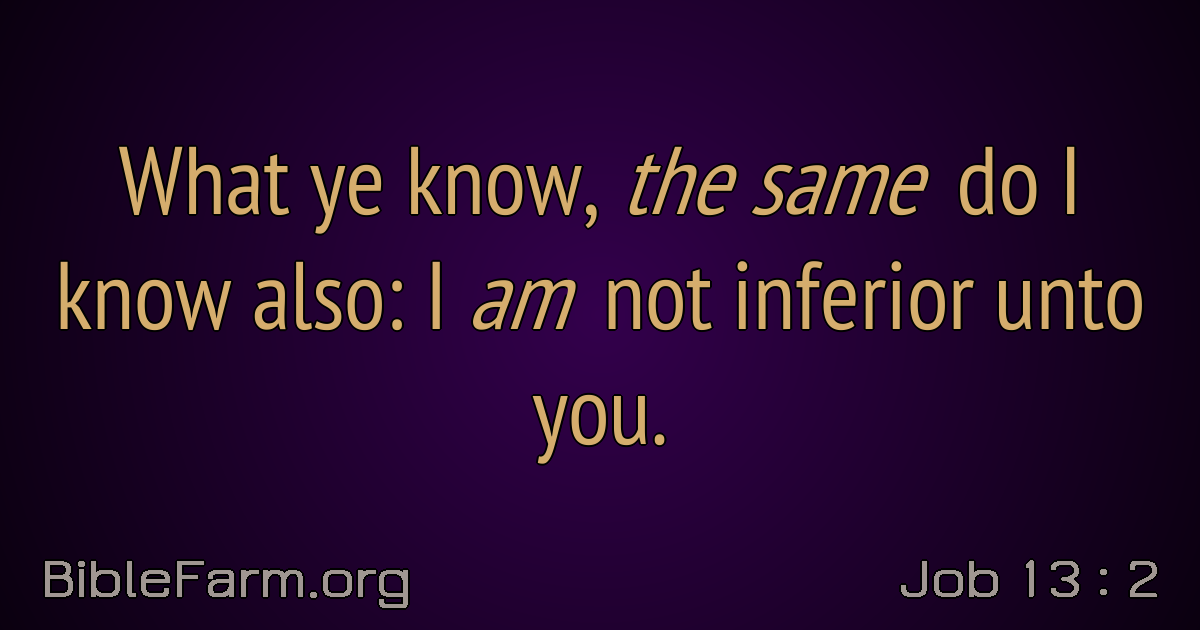 What ye know, the same do I
know also: I am not inferior unto
you.
BibleFarm.org
Job 13 : 2